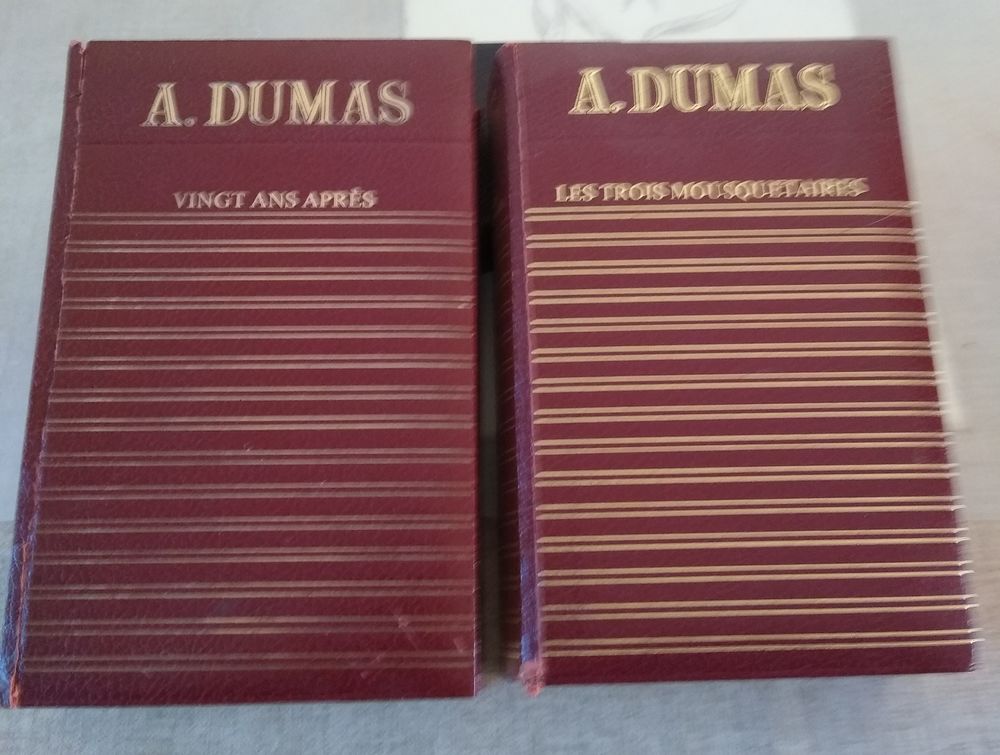 A. DUMAS
VINGT ANS APRÈS
A. DUMAS
LES TROIS MOUSQUETAIRES